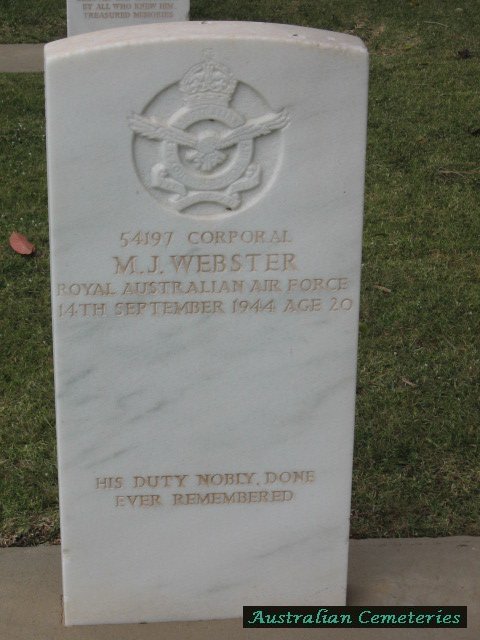 BY ALL WHO KNEW HIM.
TREASURED MEMORIES
54197 CORPORAL
M. J. WEBSTER
ROYAL AUSTRALIAN AIR FORCE
14TH SEPTEMBER 1944 AGE 20
HIS DUTY NOBLY, DONE
EVER REMEMBERED
Australian Cemeteries